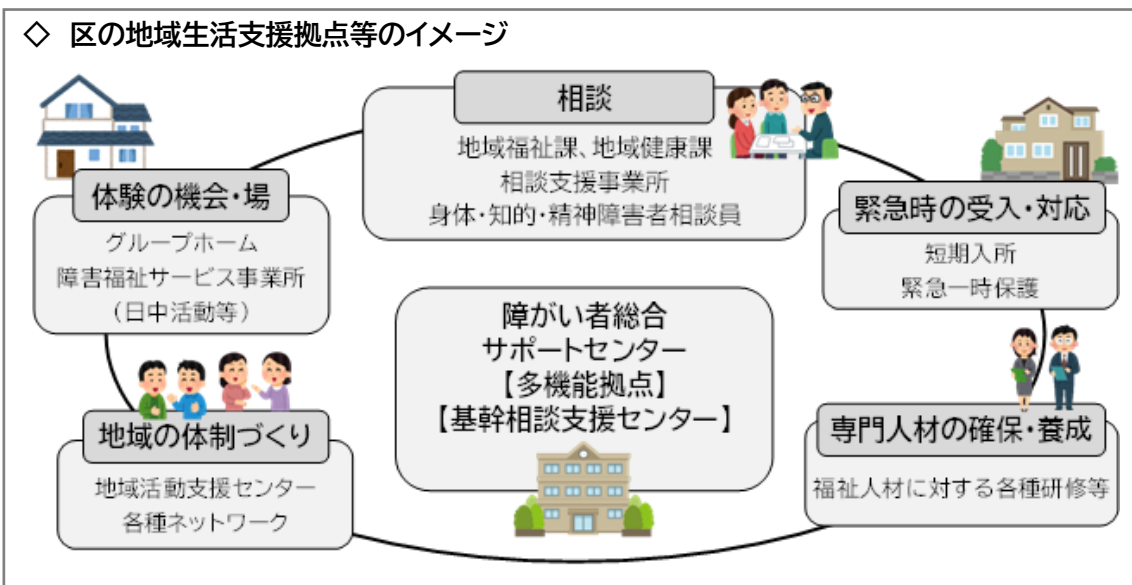 ◇ 区の地域生活支援拠点等のイメージ
相談
地域福祉課、地域健康課
相談支援事業所
身体・知的・精神障害者相談員
体験の機会・場
グループホーム
障害福祉サービス事業所
（日中活動等）
緊急時の受入・対応
短期入所
緊急一時保護
障がい者総合
サポートセンター
【多機能拠点】
【基幹相談支援センター】
地域の体制づくり
地域活動支援センター
各種ネットワーク
専門人材の確保・養成
福祉人材に対する各種研修等